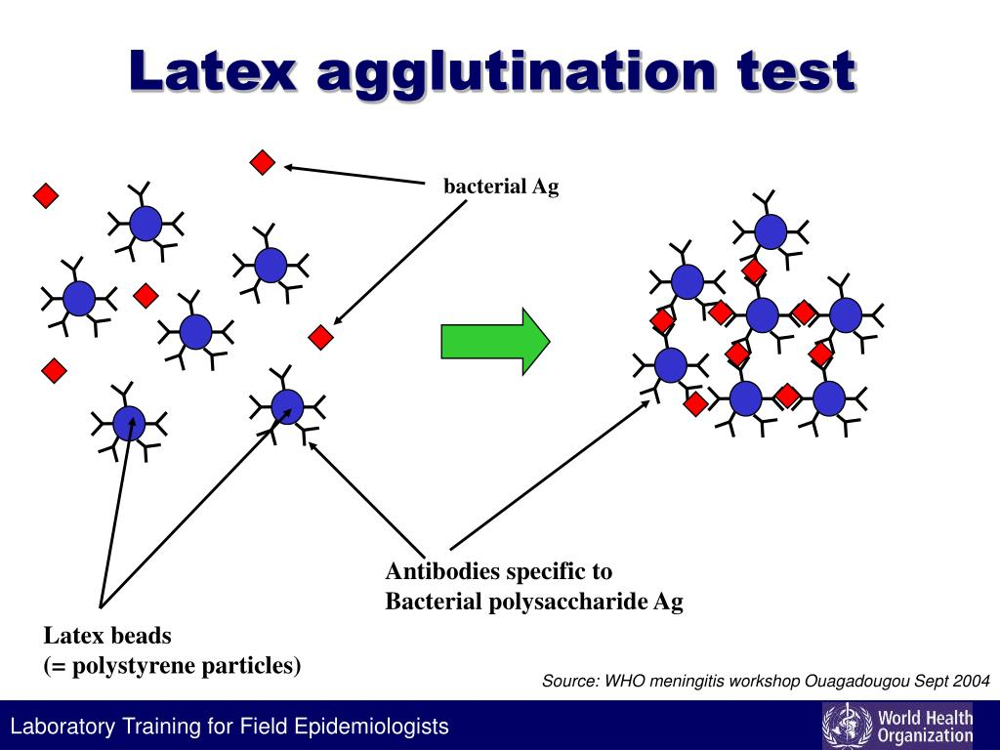 Latex agglutination test
bacterial Ag
Antibodies specific to
Bacterial polysaccharide Ag
Latex beads
(= polystyrene particles)
Source: WHO meningitis workshop Ouagadougou Sept 2004
Laboratory Training for Field Epidemiologists
World Health
Organization